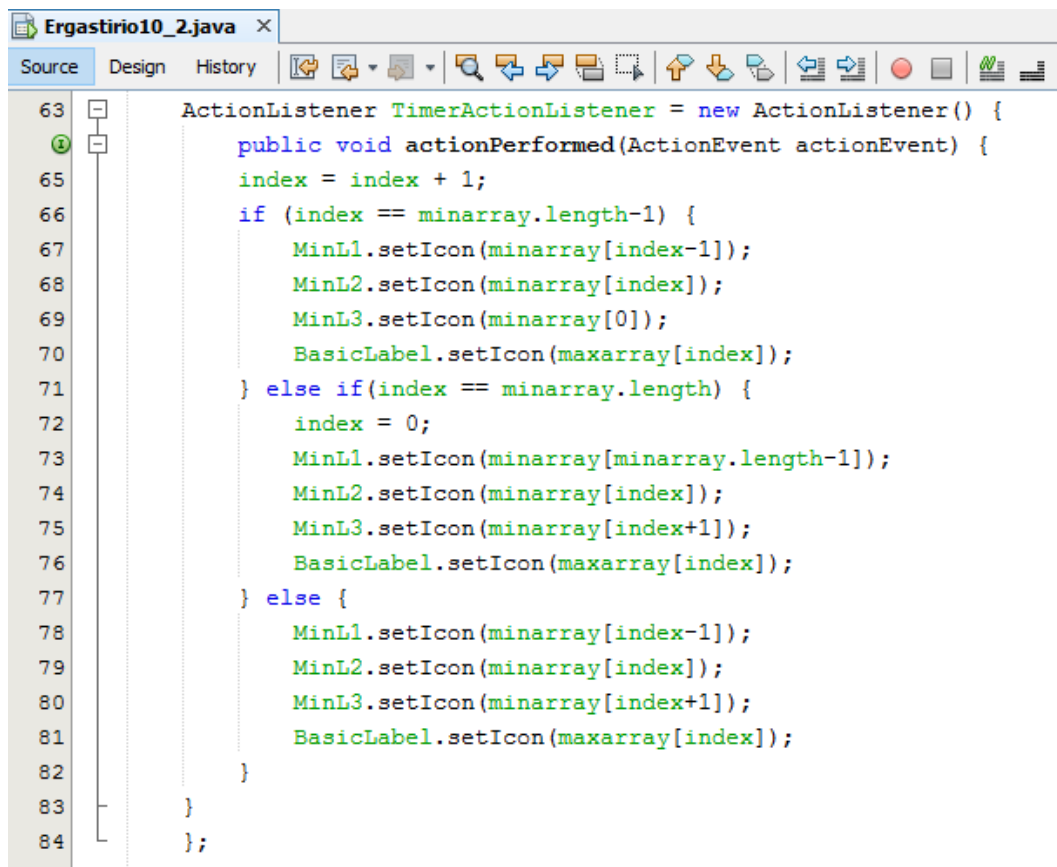 Ergastirio10_2.java ×
Source Design History
63 ActionListener TimerActionListener = new ActionListener() {
public void actionPerformed(ActionEvent actionEvent) {
65 index = index + 1;
66 if (index == minarray.length-1) {
67 MinL1.setIcon(minarray[index-1]);
68 MinL2.setIcon(minarray[index]);
69 MinL3.setIcon(minarray[0]);
70 BasicLabel.setIcon(maxarray[index]);
71 } else if(index == minarray.length) {
72 index = 0;
73 MinL1.setIcon(minarray[minarray.length-1]);
74 MinL2.setIcon(minarray[index]);
75 MinL3.setIcon(minarray[index+1]);
76 BasicLabel.setIcon(maxarray[index]);
77 } else {
78 MinL1.setIcon(minarray[index-1]);
79 MinL2.setIcon(minarray[index]);
80 MinL3.setIcon(minarray[index+1]);
81 BasicLabel.setIcon(maxarray[index]);
82 }
83 }
84 };